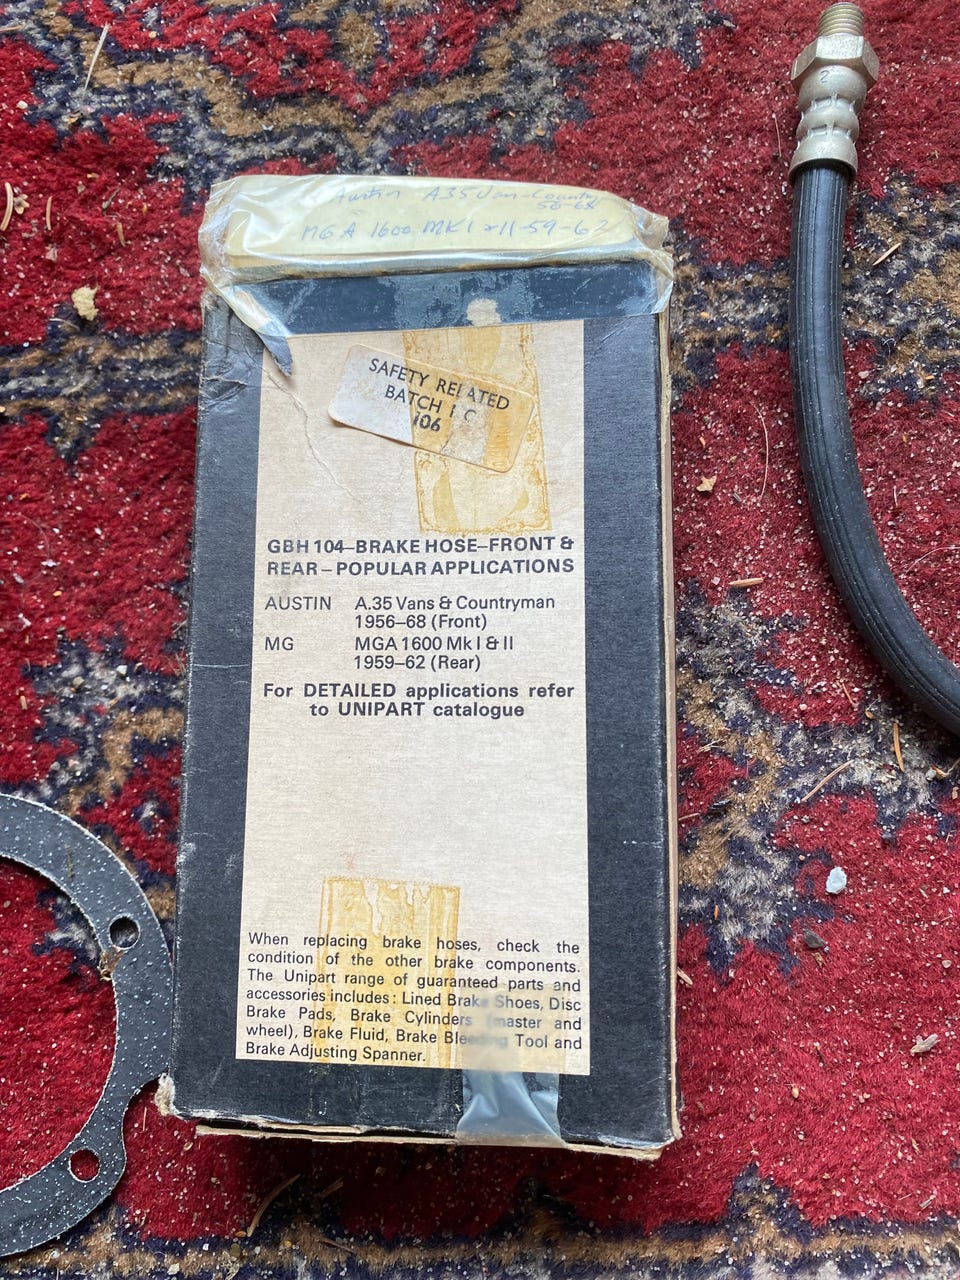 Austin A35 Van-County
56-68
MGA 1600 MK1 & 11-59-62
SAFETY RELATED
BATCH NO
106
GBH 104–BRAKE HOSE–FRONT &
REAR – POPULAR APPLICATIONS
AUSTIN A.35 Vans & Countryman
1956–68 (Front)
MG MGA 1600 Mk I & II
1959–62 (Rear)
For DETAILED applications refer
to UNIPART catalogue
When replacing brake hoses, check the
condition of the other brake components.
The Unipart range of guaranteed parts and
accessories includes: Lined Brake Shoes, Disc
Brake Pads, Brake Cylinders (master and
wheel), Brake Fluid, Brake Bleeding Tool and
Brake Adjusting Spanner.
2